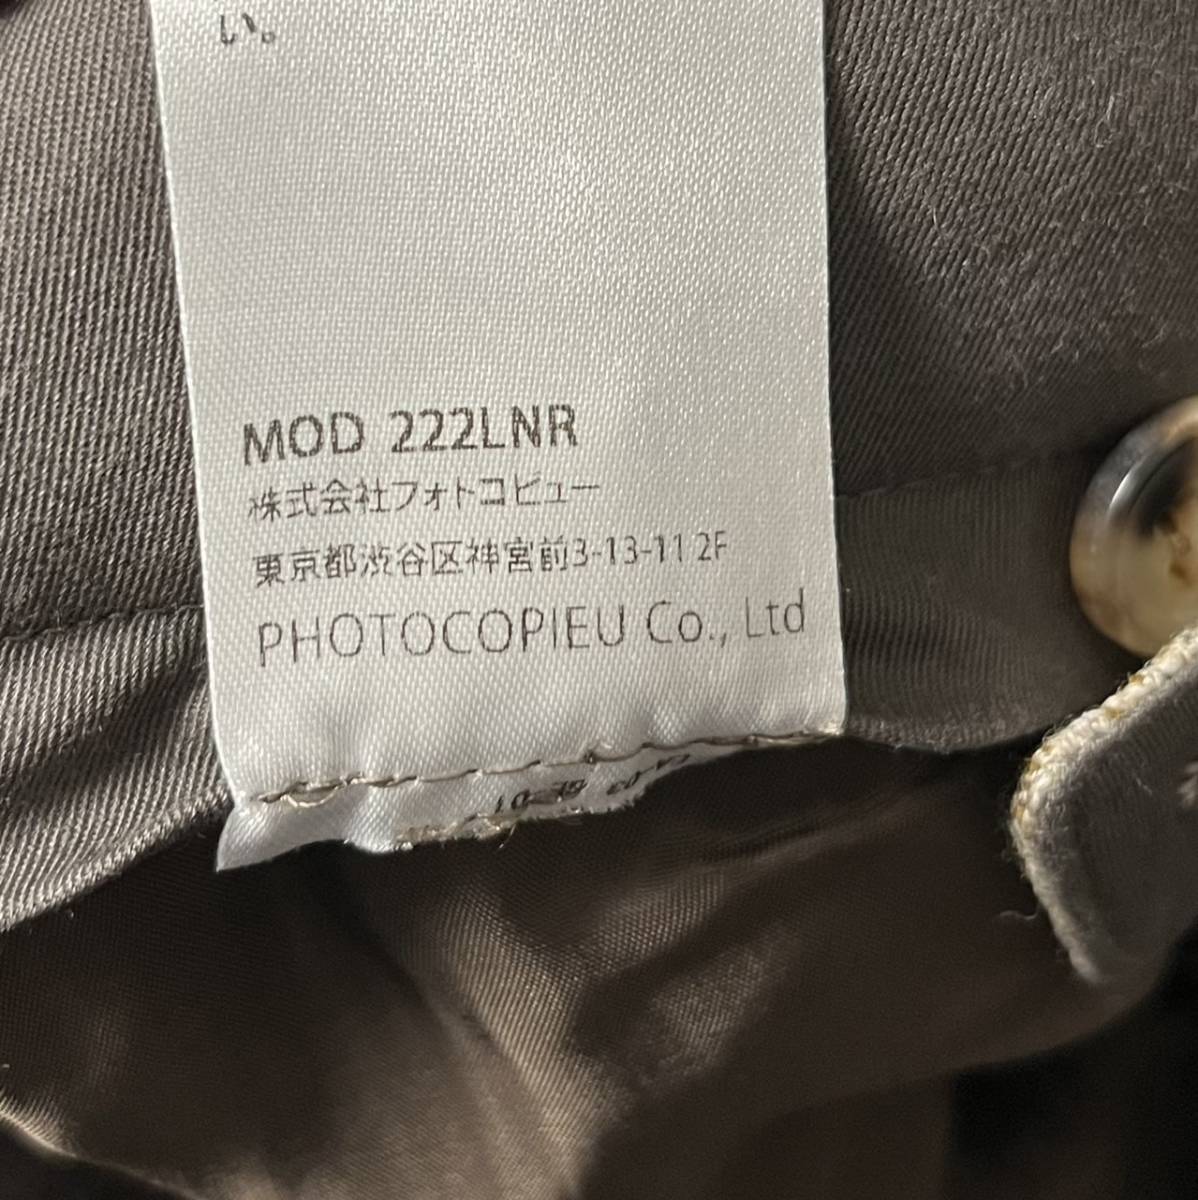 い。
MOD 222LNR
株式会社フォトコピュー
東京都渋谷区神宮前3-13-11 2F
PHOTOCOPIEU Co., Ltd